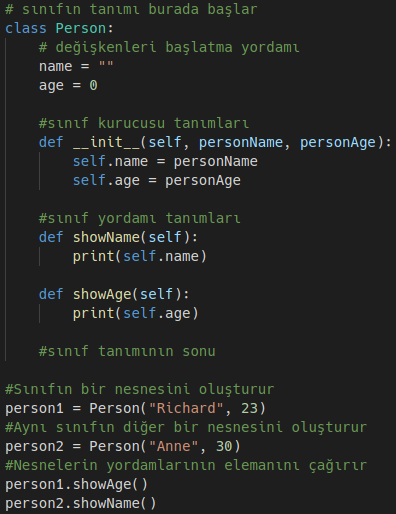 # sınıfın tanımı burada başlar
class Person:
    # değişkenleri başlatma yordamı
    name = ""
    age = 0

    #sınıf kurucusu tanımları
    def __init__(self, personName, personAge):
        self.name = personName
        self.age = personAge

    #sınıf yordamı tanımları
    def showName(self):
        print(self.name)

    def showAge(self):
        print(self.age)

    #sınıf tanımının sonu

#Sınıfın bir nesnesini oluşturur
person1 = Person("Richard", 23)
#Aynı sınıfın diğer bir nesnesini oluşturur
person2 = Person("Anne", 30)
#Nesnelerin yordamlarının elemanını çağırır
person1.showAge()
person2.showName()